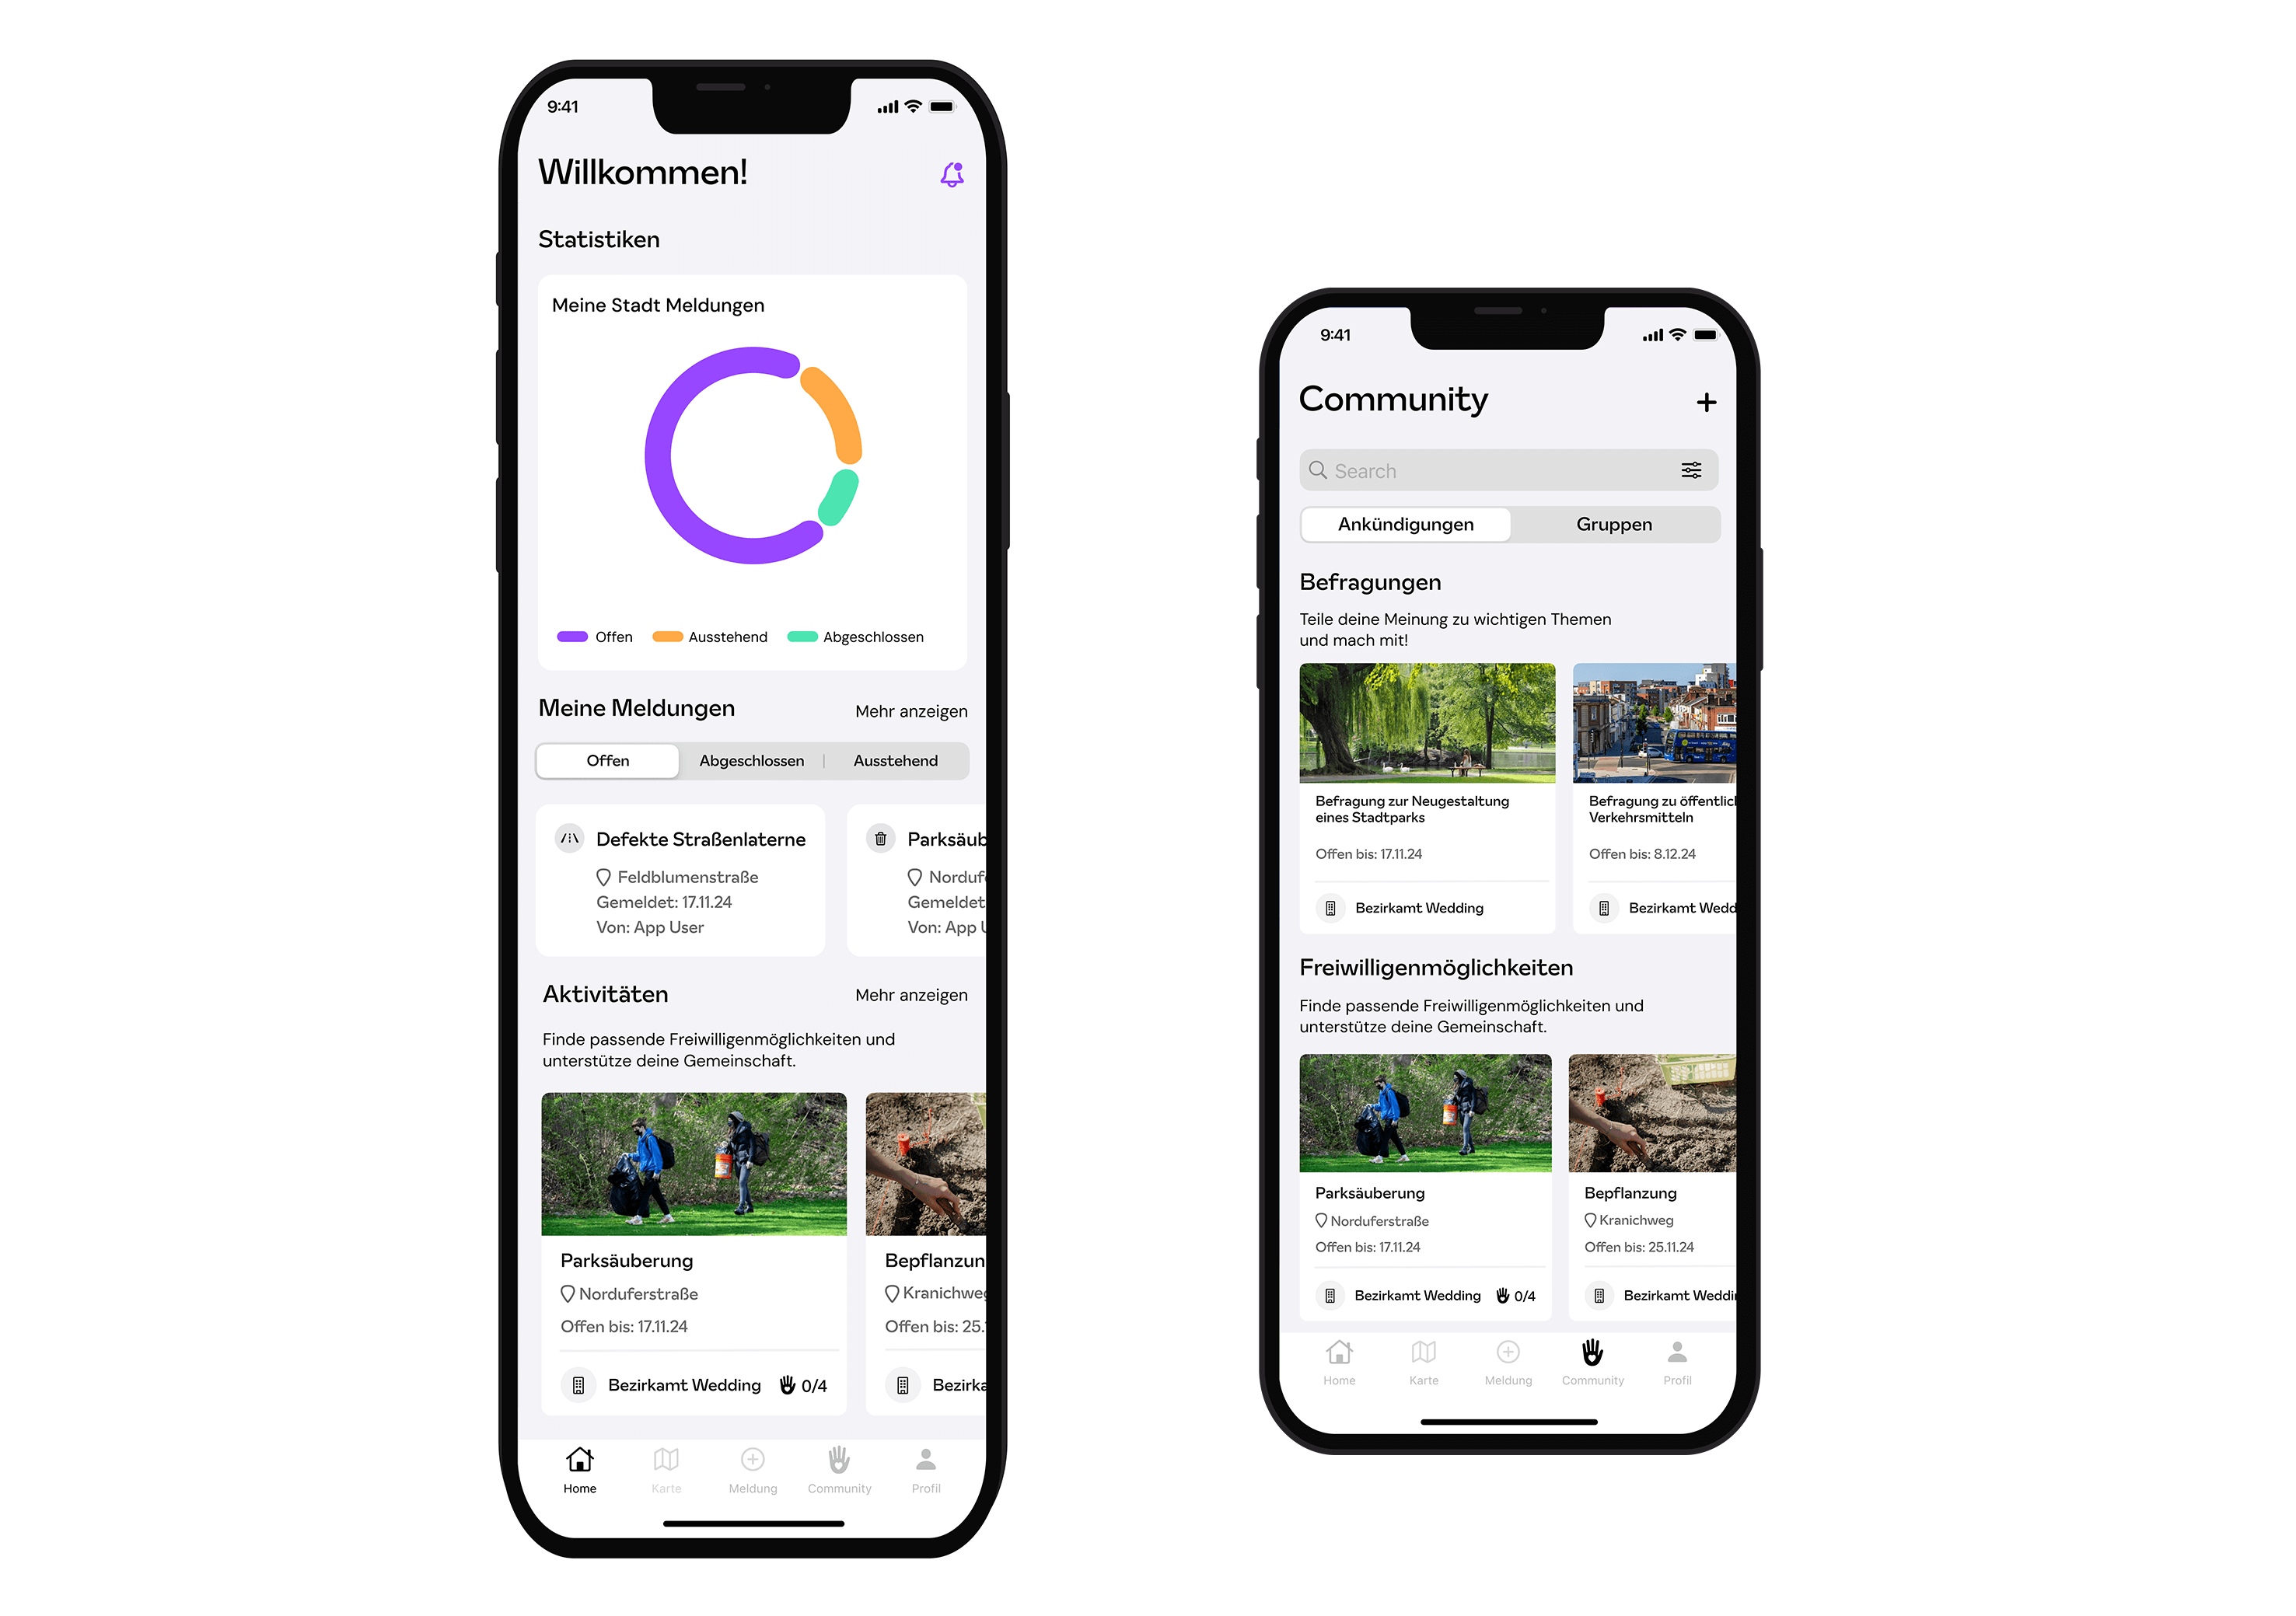 9:41
Willkommen!
Statistiken
Meine Stadt Meldungen
Offen Ausstehend Abgeschlossen
Meine Meldungen Mehr anzeigen
Offen Abgeschlossen Ausstehend
Defekte Straßenlaterne
Feldblumenstraße
Gemeldet: 17.11.24
Von: App User
Parksäub
Norduf
Gemeldet
Von: App U
Aktivitäten Mehr anzeigen
Finde passende Freiwilligenmöglichkeiten und
unterstütze deine Gemeinschaft.
Parksäuberung
Norduferstraße
Offen bis: 17.11.24
Bezirkamt Wedding 0/4
Bepflanzun
Kranichweg
Offen bis: 25.
Bezirka
Home Karte Meldung Community Profil
9:41
Community
Search
Ankündigungen Gruppen
Befragungen
Teile deine Meinung zu wichtigen Themen
und mach mit!
Befragung zur Neugestaltung
eines Stadtparks
Offen bis: 17.11.24
Bezirkamt Wedding
Befragung zu öffentlich
Verkehrsmitteln
Offen bis: 8.12.24
Bezirkamt Wedd
Freiwilligenmöglichkeiten
Finde passende Freiwilligenmöglichkeiten und
unterstütze deine Gemeinschaft.
Parksäuberung
Norduferstraße
Offen bis: 17.11.24
Bezirkamt Wedding 0/4
Bepflanzung
Kranichweg
Offen bis: 25.11.24
Bezirkamt Weddi
Home Karte Meldung Community Profil